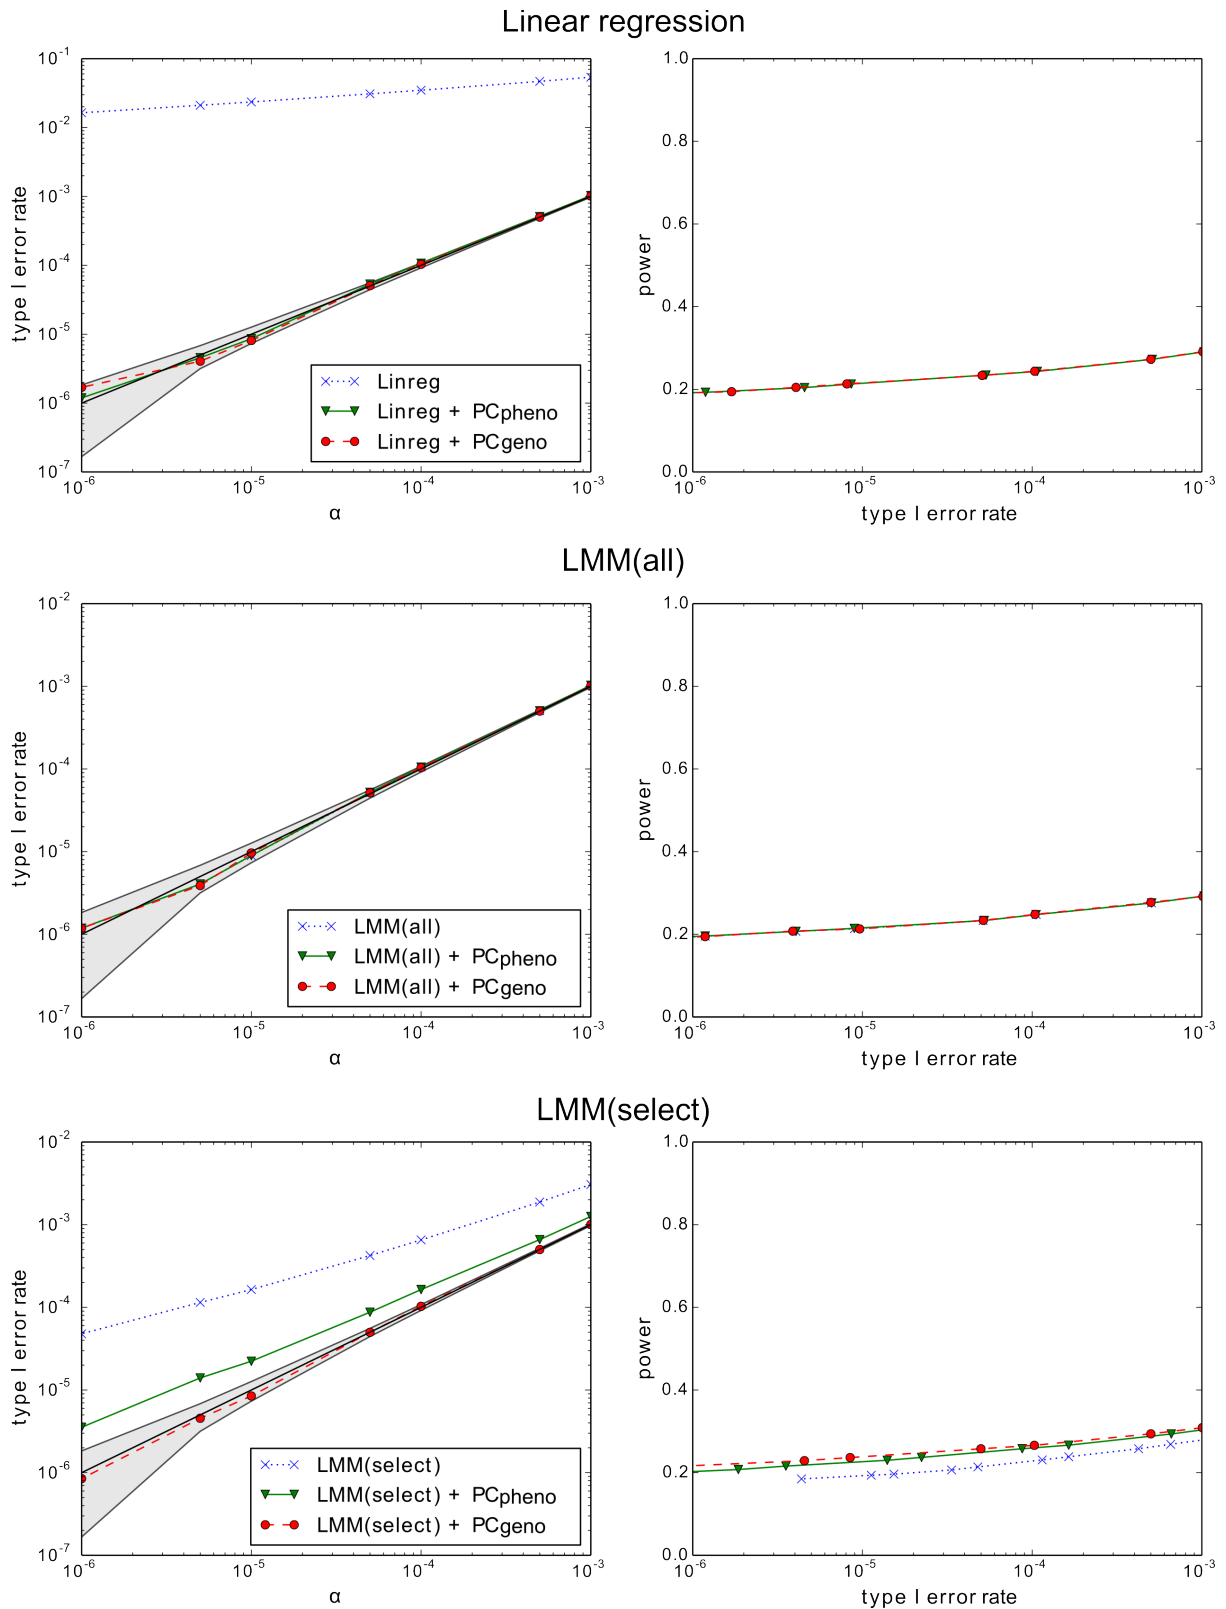 Linear regression
10-1
10-2
10-3
10-4
10-5
10-6
10-7
type I error rate
Linreg
Linreg + PCpheno
Linreg + PCgeno
10-6 10-5 10-4 10-3
α
1.0
0.8
0.6
0.4
0.2
0.0
power
10-6 10-5 10-4 10-3
type I error rate
LMM(all)
10-2
10-3
10-4
10-5
10-6
10-7
type I error rate
LMM(all)
LMM(all) + PCpheno
LMM(all) + PCgeno
10-6 10-5 10-4 10-3
α
1.0
0.8
0.6
0.4
0.2
0.0
power
10-6 10-5 10-4 10-3
type I error rate
LMM(select)
10-2
10-3
10-4
10-5
10-6
10-7
type I error rate
LMM(select)
LMM(select) + PCpheno
LMM(select) + PCgeno
10-6 10-5 10-4 10-3
α
1.0
0.8
0.6
0.4
0.2
0.0
power
10-6 10-5 10-4 10-3
type I error rate